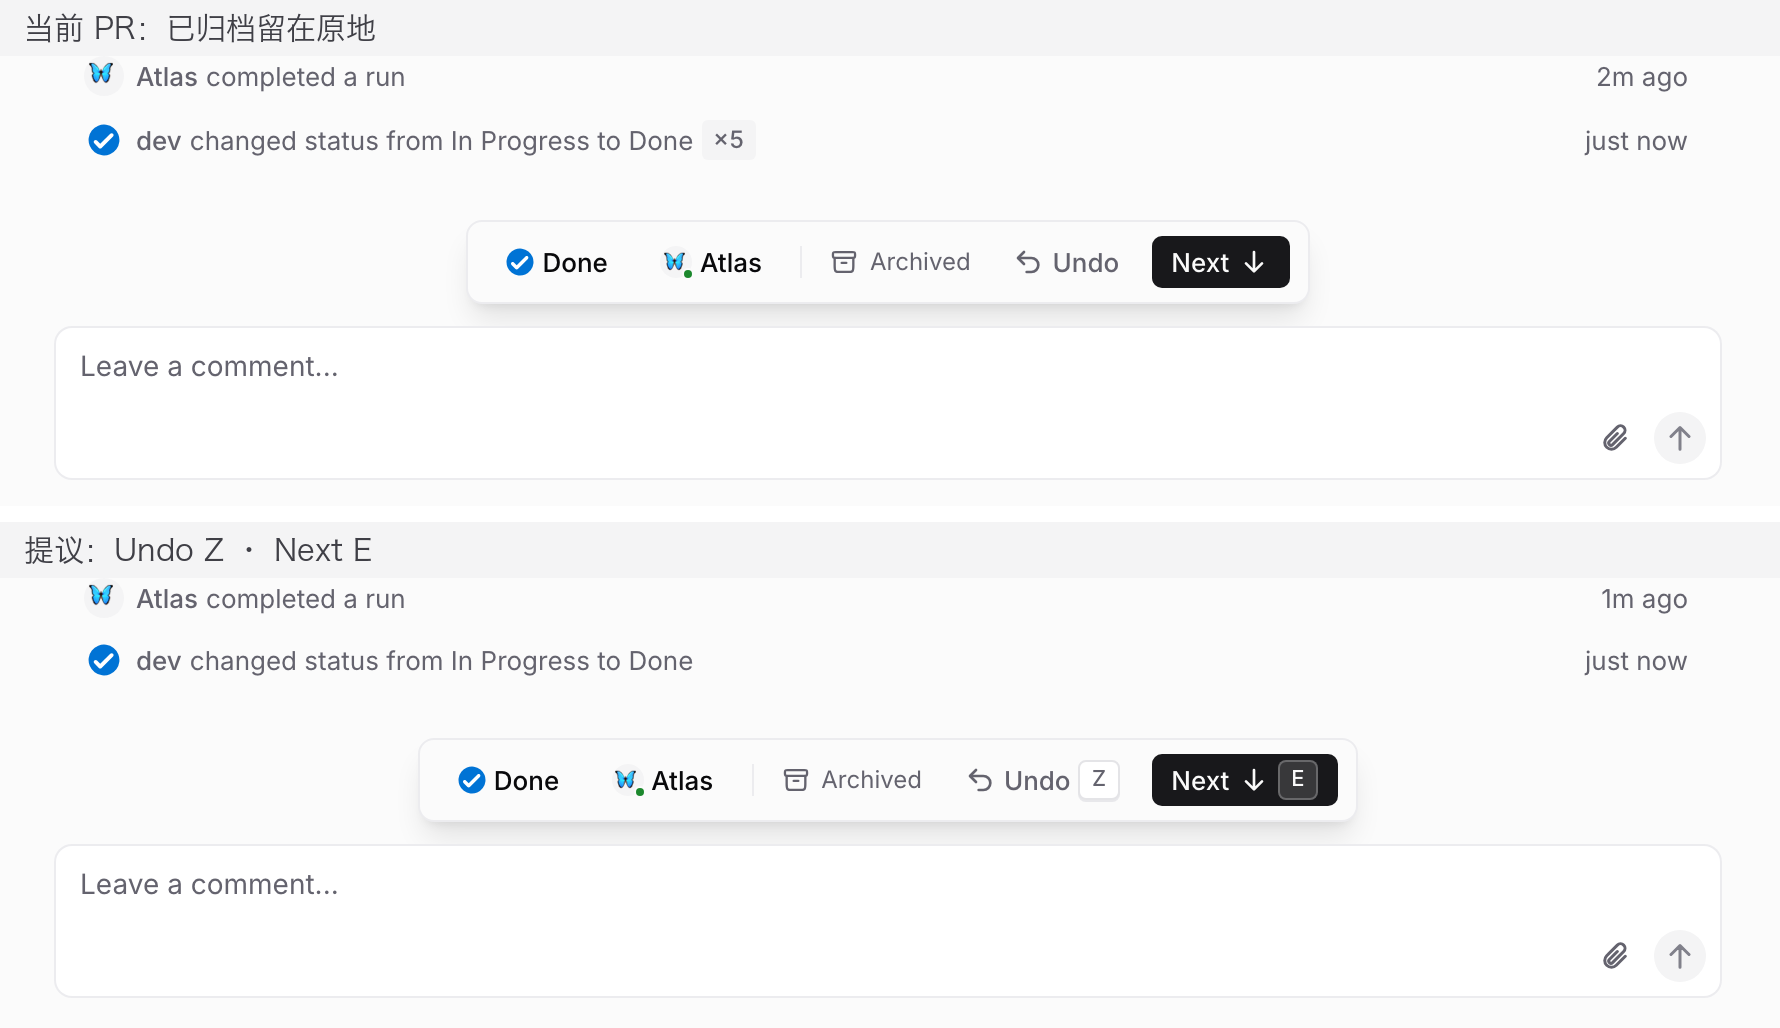 当前 PR：已归档留在原地
Atlas completed a run 2m ago
dev changed status from In Progress to Done ×5 just now
Done Atlas Archived Undo Next ↓
Leave a comment...
提议：Undo Z · Next E
Atlas completed a run 1m ago
dev changed status from In Progress to Done just now
Done Atlas Archived Undo Z Next ↓ E
Leave a comment...